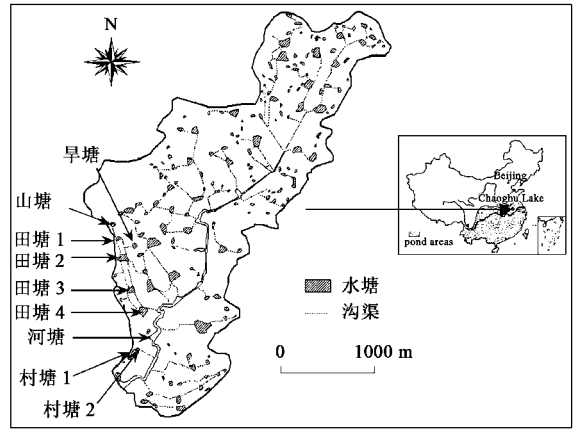 N
旱塘
山塘
田塘 1
田塘 2
田塘 3
田塘 4
河塘
村塘 1
村塘 2
水塘
沟渠
0 1000 m
Beijing
Chaoghu Lake
pond areas